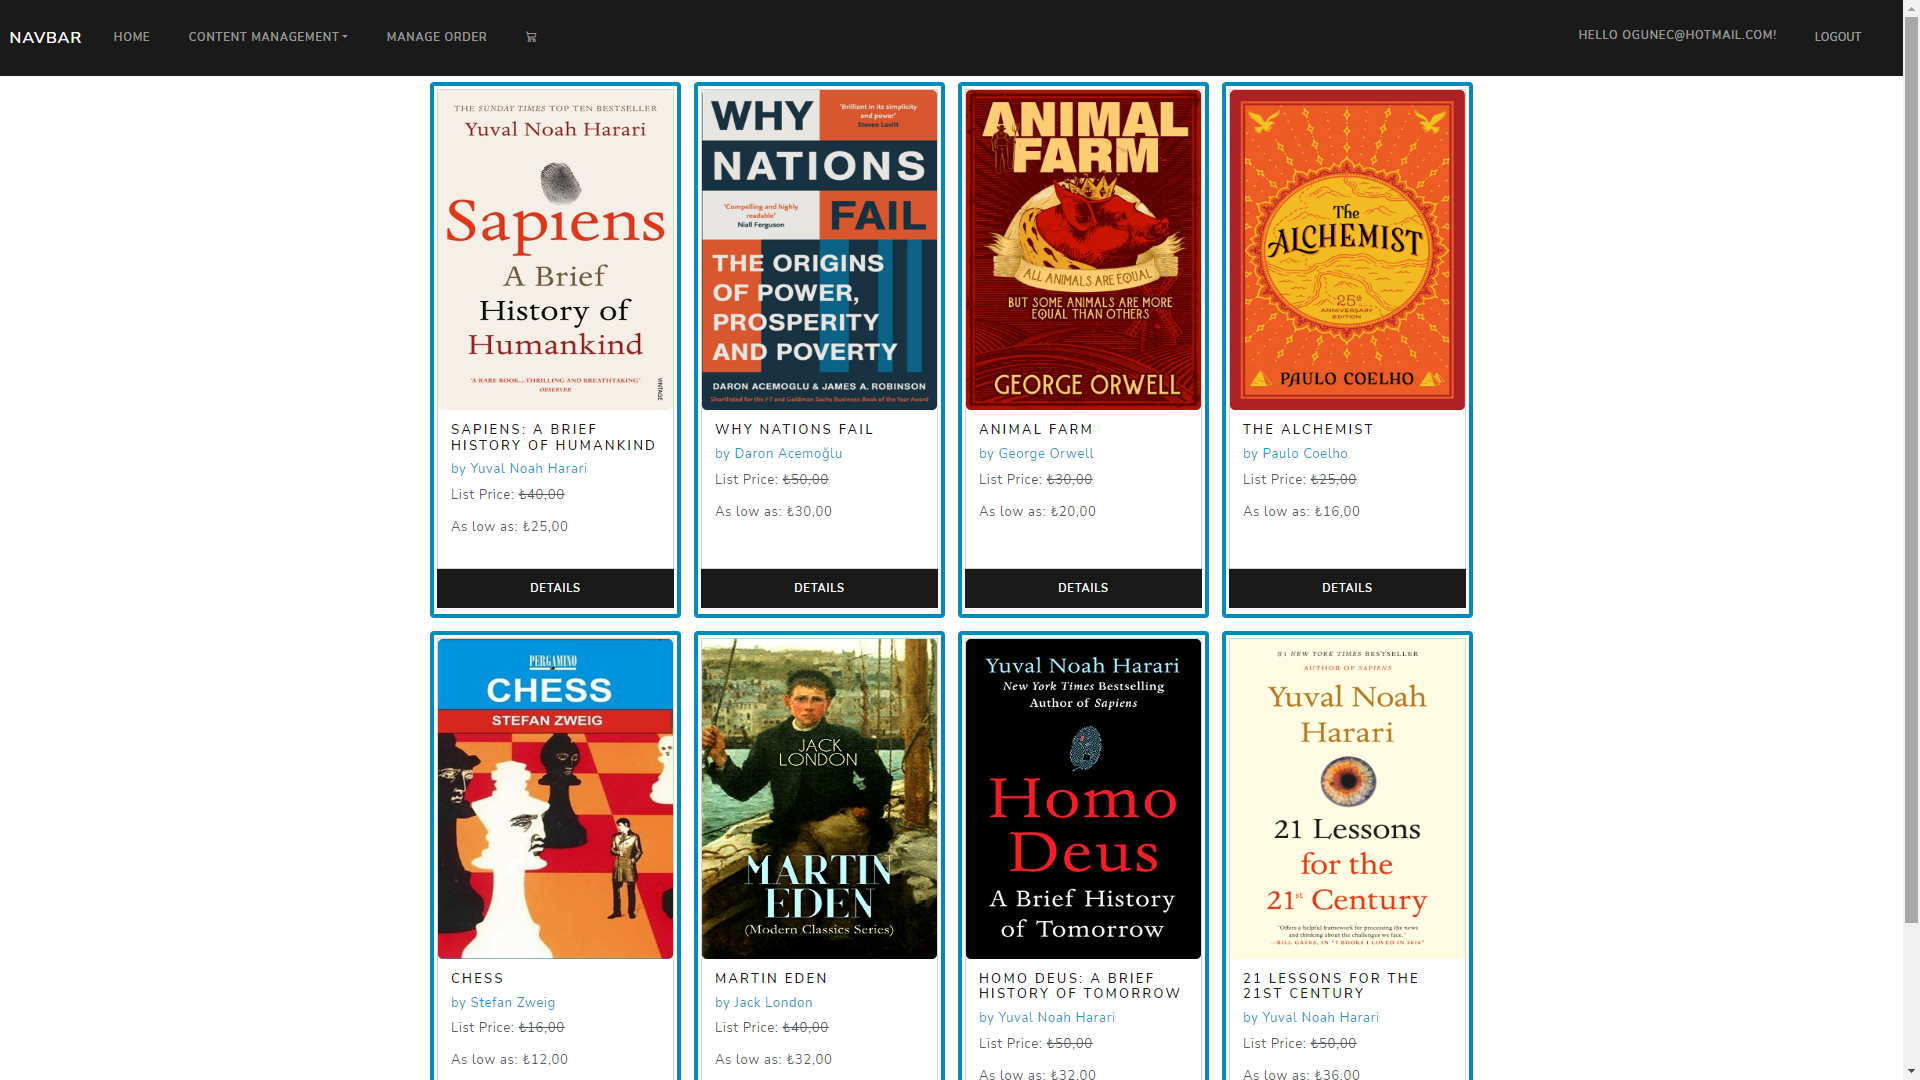 NAVBAR HOME CONTENT MANAGEMENT MANAGE ORDER HELLO OGUNEC@HOTMAIL.COM! LOGOUT
THE SUNDAY TIMES TOP TEN BESTSELLER
Yuval Noah Harari
Sapiens
A Brief
History of
Humankind
'A RARE BOOK...THRILLING AND BREATHTAKING'
OBSERVER
VINTAGE
SAPIENS: A BRIEF
HISTORY OF HUMANKIND
by Yuval Noah Harari
List Price: ₺40,00
As low as: ₺25,00
DETAILS
WHY
'Brilliant in its simplicity
and power'
Steven Levitt
NATIONS
'Compelling and highly
readable'
Niall Ferguson
FAIL
THE ORIGINS
OF POWER,
PROSPERITY
AND POVERTY
DARON ACEMOGLU & JAMES A. ROBINSON
Shortlisted for the FT and Goldman Sachs Business Book of the Year Award
WHY NATIONS FAIL
by Daron Acemoğlu
List Price: ₺50,00
As low as: ₺30,00
DETAILS
ANIMAL
FARM
ALL ANIMALS ARE EQUAL
BUT SOME ANIMALS ARE MORE
EQUAL THAN OTHERS
GEORGE ORWELL
ANIMAL FARM
by George Orwell
List Price: ₺30,00
As low as: ₺20,00
DETAILS
The
ALCHEMIST
25th
ANNIVERSARY
EDITION
PAULO COELHO
THE ALCHEMIST
by Paulo Coelho
List Price: ₺25,00
As low as: ₺16,00
DETAILS
PERGAMINO
CHESS
STEFAN ZWEIG
CHESS
by Stefan Zweig
List Price: ₺16,00
As low as: ₺12,00
JACK
LONDON
MARTIN
EDEN
(Modern Classics Series)
MARTIN EDEN
by Jack London
List Price: ₺40,00
As low as: ₺32,00
Yuval Noah Harari
New York Times Bestselling
Author of Sapiens
Homo
Deus
A Brief History
of Tomorrow
HOMO DEUS: A BRIEF
HISTORY OF TOMORROW
by Yuval Noah Harari
List Price: ₺50,00
As low as: ₺32,00
#1 NEW YORK TIMES BESTSELLER
AUTHOR OF SAPIENS
Yuval Noah
Harari
21 Lessons
for the
21st Century
"Offers a helpful framework for processing the news
and thinking about the challenges we face."
—BILL GATES, IN "5 BOOKS I LOVED IN 2018"
21 LESSONS FOR THE
21ST CENTURY
by Yuval Noah Harari
List Price: ₺50,00
As low as: ₺36,00